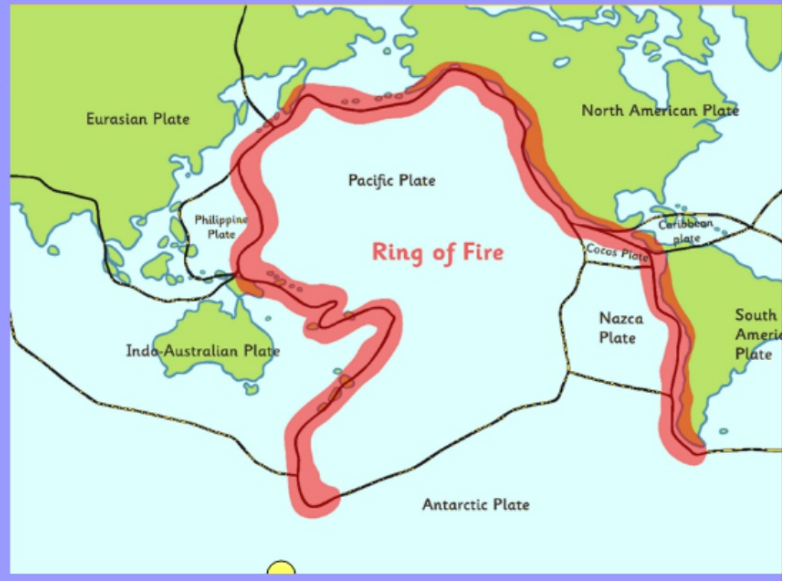 Eurasian Plate
North American Plate
Pacific Plate
Philippine
Plate
Caribbean
plate
Ring of Fire
Cocos Plate
Nazca
Plate
South
Ameri
Plate
Indo-Australian Plate
Antarctic Plate